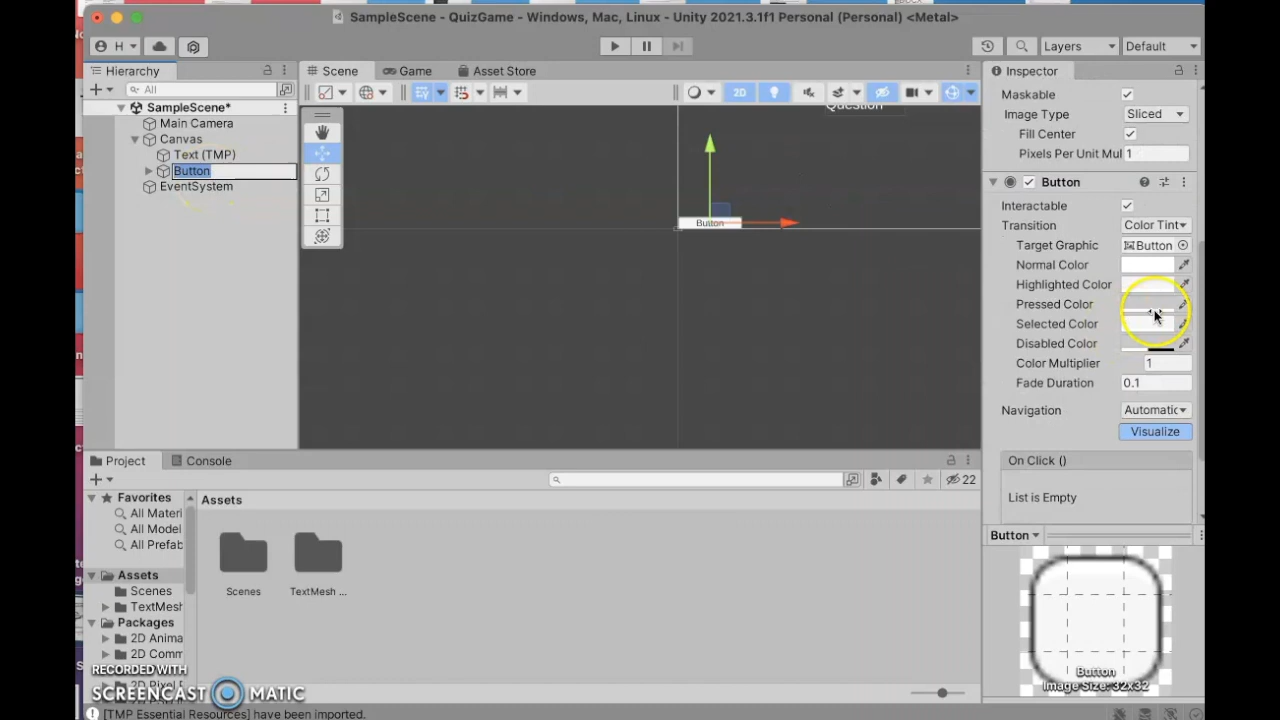 SampleScene - QuizGame - Windows, Mac, Linux - Unity 2021.3.1f1 Personal (Personal) <Metal>
H
Layers
Default
Hierarchy
Scene
Game
Asset Store
Inspector
All
2D
SampleScene*
Main Camera
Canvas
Text (TMP)
Button
EventSystem
Question
Button
Maskable
Image Type
Sliced
Fill Center
Pixels Per Unit Mul
1
Button
Interactable
Transition
Color Tint
Target Graphic
Button
Normal Color
Highlighted Color
Pressed Color
Selected Color
Disabled Color
Color Multiplier
1
Fade Duration
0.1
Navigation
Automatic
Visualize
On Click ()
List is Empty
Button
Button
Image Size: 32x32
Project
Console
22
Favorites
All Materi
All Model
All Prefab
Assets
Scenes
TextMesh
Packages
2D Anima
2D Comm
2D Pixel
Assets
Scenes
TextMesh ...
RECORDED WITH
SCREENCAST MATIC
[TMP Essential Resources] have been imported.